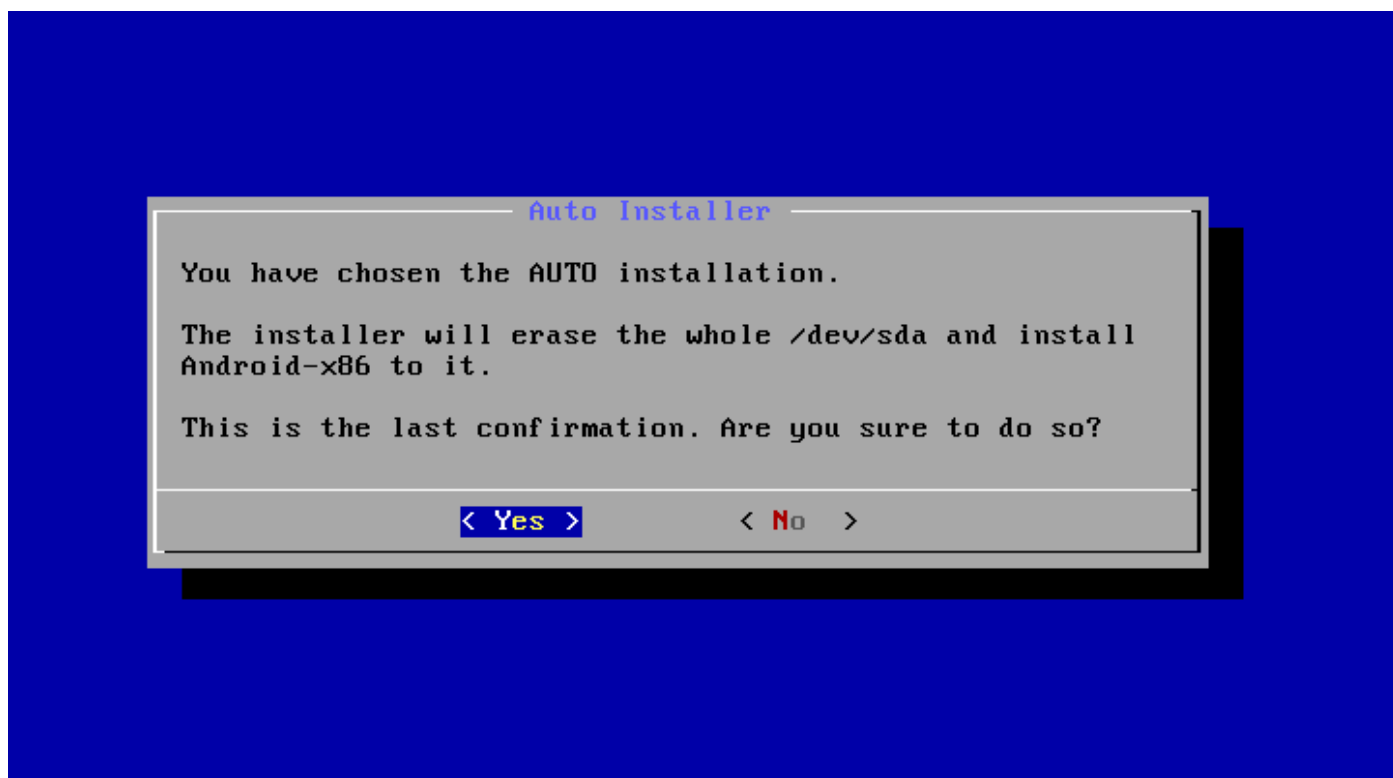 Auto Installer
You have chosen the AUTO installation.
The installer will erase the whole /dev/sda and install
Android-x86 to it.
This is the last confirmation. Are you sure to do so?
< Yes > < No >